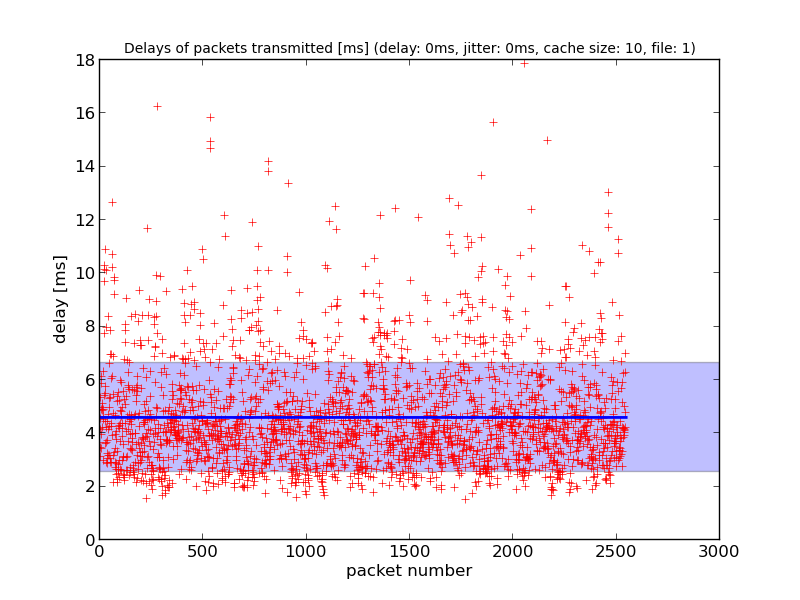 Delays of packets transmitted [ms] (delay: 0ms, jitter: 0ms, cache size: 10, file: 1)
18
16
14
12
10
8
6
4
2
0
delay [ms]
0 500 1000 1500 2000 2500 3000
packet number